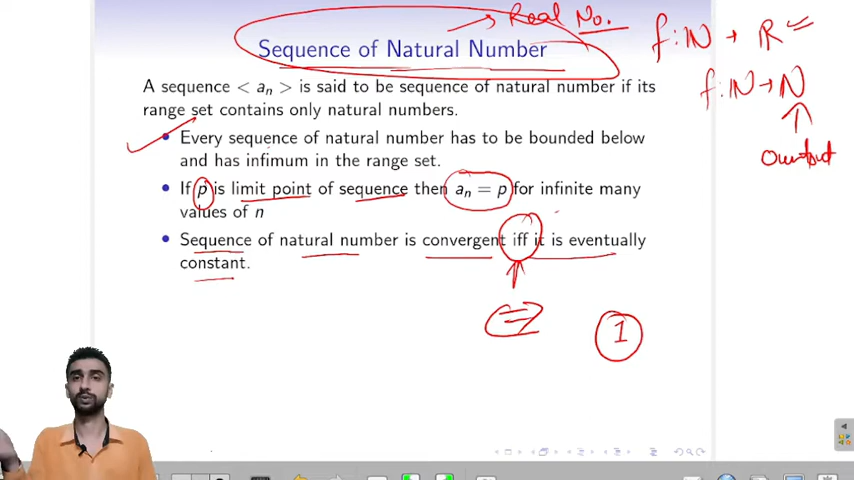 Real No.
f: N → R
Sequence of Natural Number
f: N → N
A sequence < aₙ > is said to be sequence of natural number if its
range set contains only natural numbers.
• Every sequence of natural number has to be bounded below
and has infimum in the range set.
• If p is limit point of sequence then aₙ = p for infinite many
values of n
• Sequence of natural number is convergent iff it is eventually
constant.
⇔
1